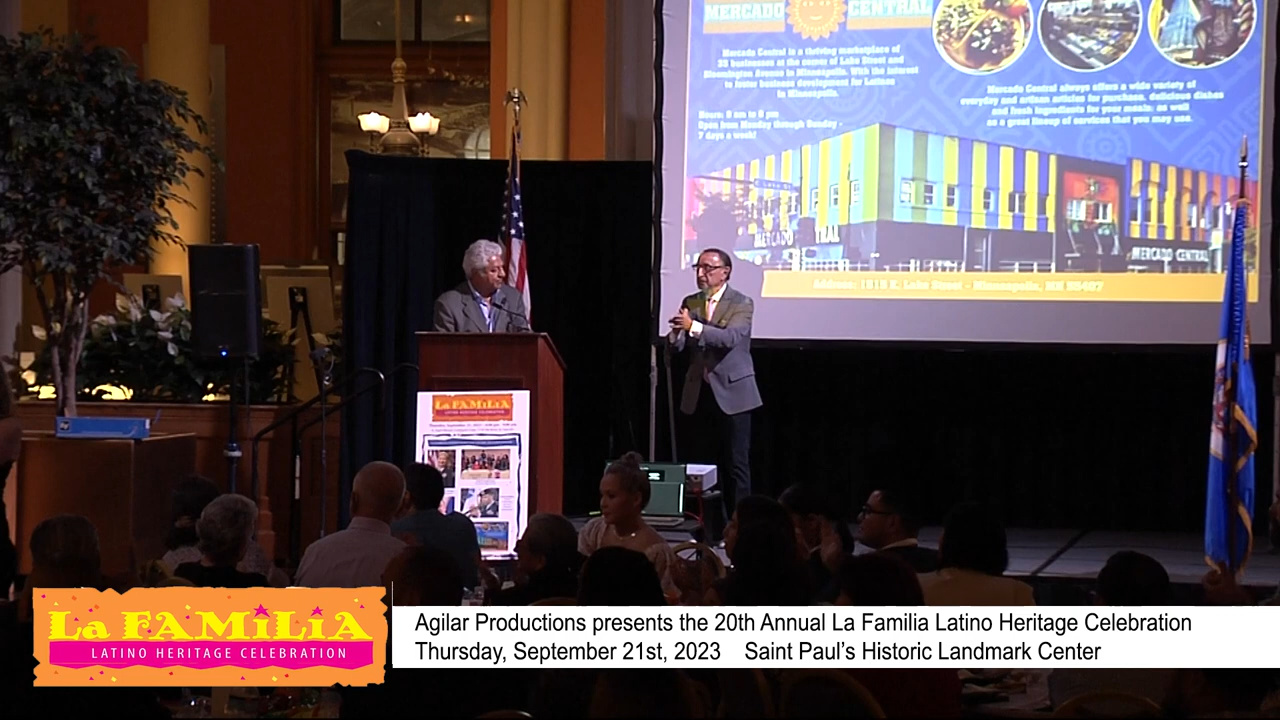 MERCADO CENTRAL
Mercado Central is a thriving marketplace of
35 businesses at the corner of Lake Street and
Bloomington Avenue in Minneapolis. With the interest
to foster business development for Latinos
in Minneapolis.
Hours: 8 am to 8 pm
Open from Monday through Sunday -
7 days a week!
Mercado Central always offers a wide variety of
everyday and artisan articles for purchase, delicious dishes
and fresh ingredients for your meals; as well
as a great lineup of services that you may use.
MERCADO
MERCADO CENTRAL
Address: 1515 E. Lake Street - Minneapolis, MN 55407
La FAMiLiA
LATINO HERITAGE CELEBRATION
La FAMiLiA
LATINO HERITAGE CELEBRATION
Agilar Productions presents the 20th Annual La Familia Latino Heritage Celebration
Thursday, September 21st, 2023 Saint Paul's Historic Landmark Center